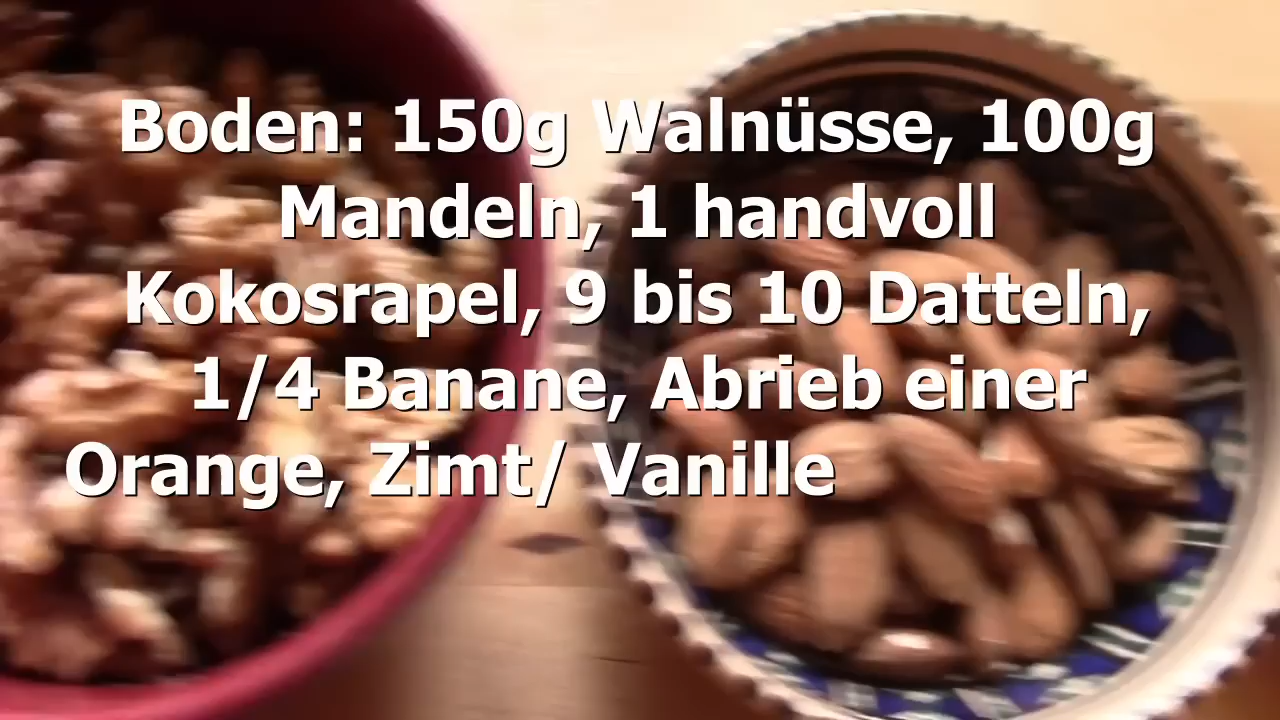 Boden: 150g Walnüsse, 100g
Mandeln, 1 handvoll
Kokosrapel, 9 bis 10 Datteln,
1/4 Banane, Abrieb einer
Orange, Zimt/ Vanille